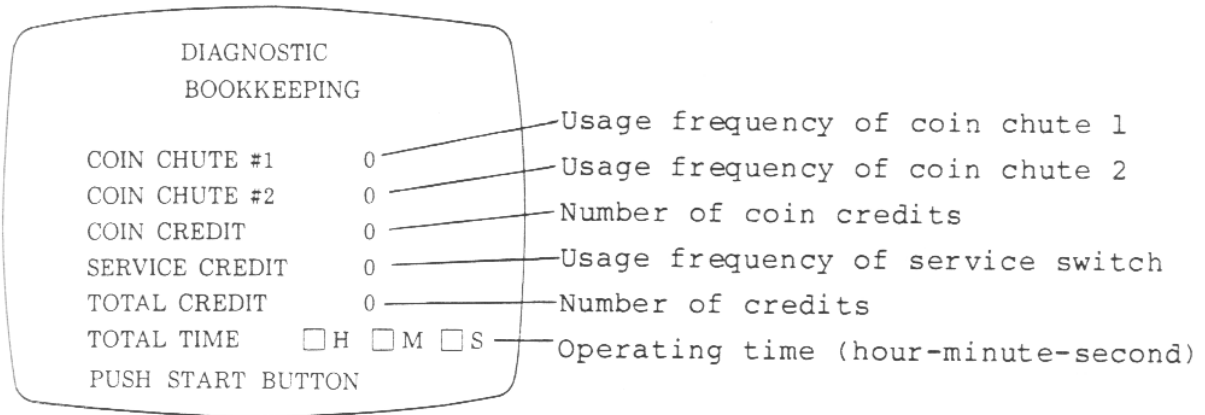 DIAGNOSTIC
BOOKKEEPING
COIN CHUTE #1 0 Usage frequency of coin chute 1
COIN CHUTE #2 0 Usage frequency of coin chute 2
COIN CREDIT 0 Number of coin credits
SERVICE CREDIT 0 Usage frequency of service switch
TOTAL CREDIT 0 Number of credits
TOTAL TIME □H □M □S Operating time (hour-minute-second)
PUSH START BUTTON